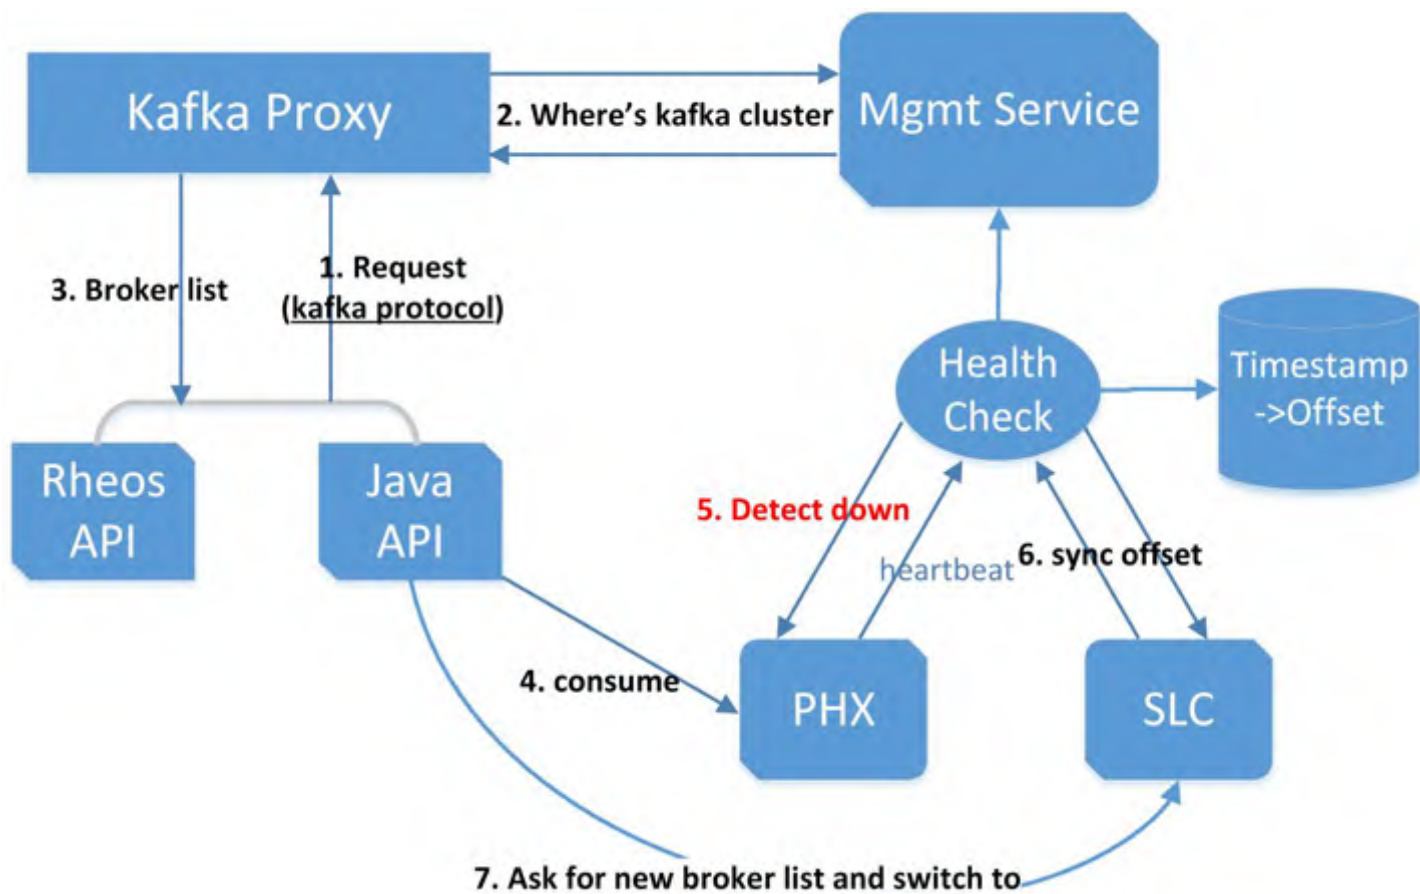 Kafka Proxy
2. Where's kafka cluster
Mgmt Service
3. Broker list
1. Request
(kafka protocol)
Rheos
API
Java
API
Health
Check
Timestamp
->Offset
5. Detect down
heartbeat
6. sync offset
4. consume
PHX
SLC
7. Ask for new broker list and switch to